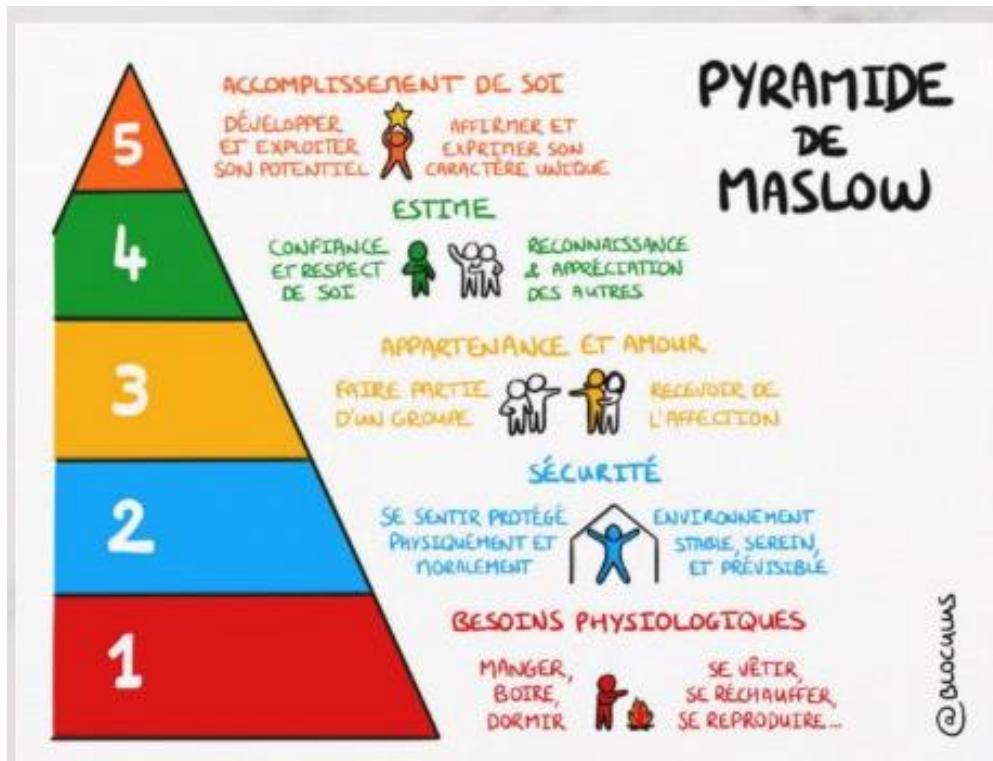 PYRAMIDE
DE
MASLOW
5
ACCOMPLISSEMENT DE SOI
DÉVELOPPER
ET EXPLOITER
SON POTENTIEL
AFFIRMER ET
EXPRIMER SON
CARACTÈRE UNIQUE
4
ESTIME
CONFIANCE
ET RESPECT
DE SOI
RECONNAISSANCE
& APPRÉCIATION
DES AUTRES
3
APPARTENANCE ET AMOUR
FAIRE PARTIE
D'UN GROUPE
RECEVOIR DE
L'AFFECTION
2
SÉCURITÉ
SE SENTIR PROTÉGÉ
PHYSIQUEMENT ET
MORALEMENT
ENVIRONNEMENT
STABLE, SEREIN,
ET PRÉVISIBLE
1
BESOINS PHYSIOLOGIQUES
MANGER,
BOIRE,
DORMIR
SE VÊTIR,
SE RÉCHAUFFER,
SE REPRODUIRE...
@BLOCULUS